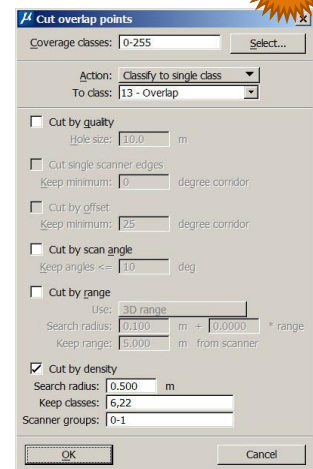 µ Cut overlap points x
Coverage classes: 0-255 Select...
Action: Classify to single class
To class: 13 - Overlap
Cut by quality
Hole size: 10.0 m
Cut single scanner edges
Keep minimum: 0 degree corridor
Cut by offset
Keep minimum: 25 degree corridor
Cut by scan angle
Keep angles <= 10 deg
Cut by range
Use: 3D range
Search radius: 0.100 m + 0.0000 * range
Keep range: 5.000 m from scanner
Cut by density
Search radius: 0.500 m
Keep classes: 6,22
Scanner groups: 0-1
OK Cancel